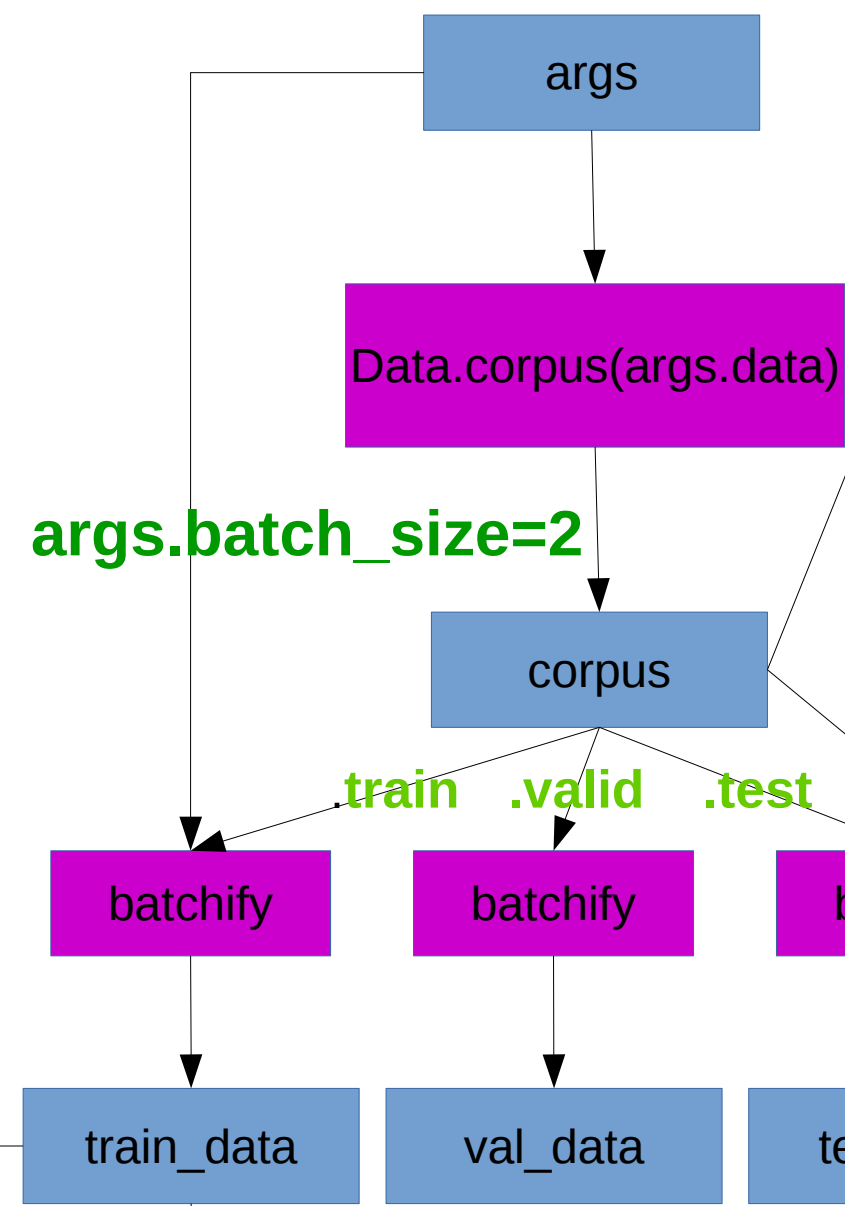 args
Data.corpus(args.data)
args.batch_size=2
corpus
.train .valid .test
batchify batchify
train_data val_data